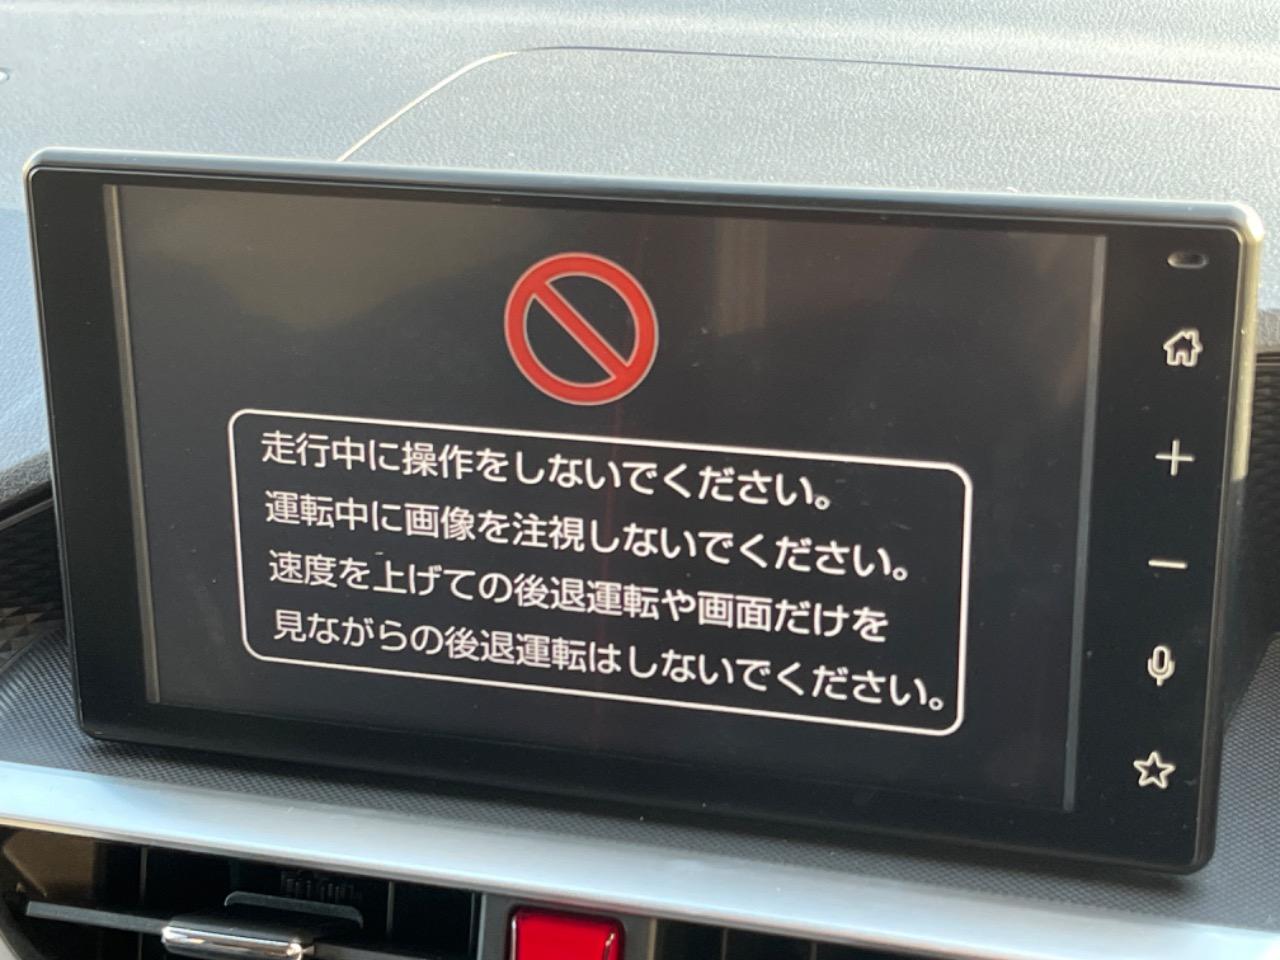 走行中に操作をしないでください。
運転中に画像を注視しないでください。
速度を上げての後退運転や画面だけを
見ながらの後退運転はしないでください。